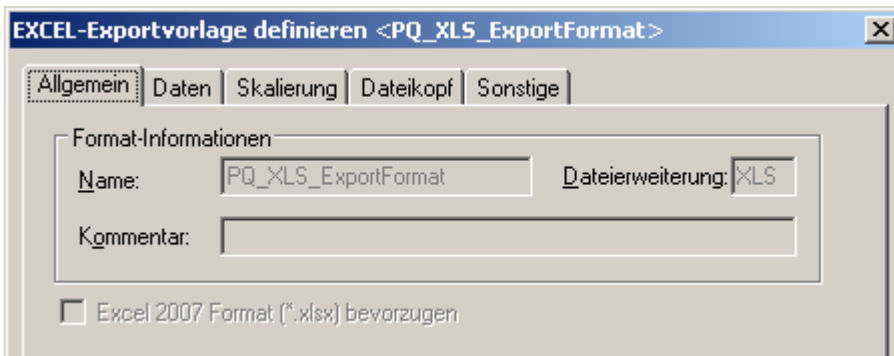 EXCEL-Exportvorlage definieren <PQ_XLS_ExportFormat>
Allgemein Daten Skalierung Dateikopf Sonstige
Format-Informationen
Name: PQ_XLS_ExportFormat Dateierweiterung: XLS
Kommentar:
Excel 2007 Format (*.xlsx) bevorzugen